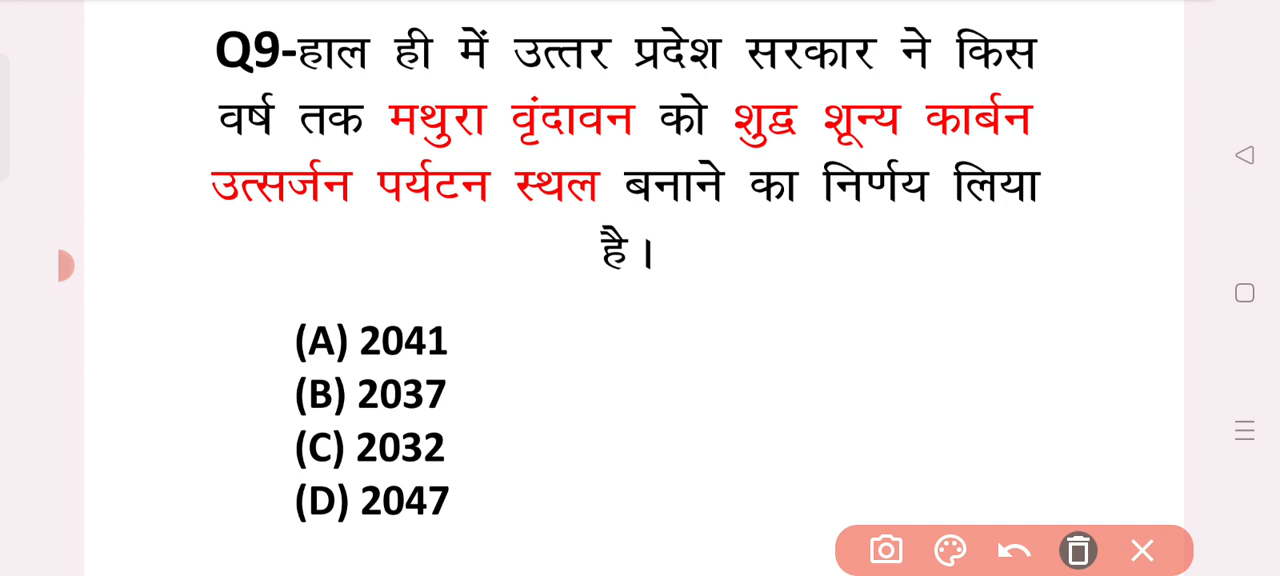 Q9-हाल ही में उत्तर प्रदेश सरकार ने किस
वर्ष तक मथुरा वृंदावन को शुद्व शून्य कार्बन
उत्सर्जन पर्यटन स्थल बनाने का निर्णय लिया
है।
(A) 2041
(B) 2037
(C) 2032
(D) 2047